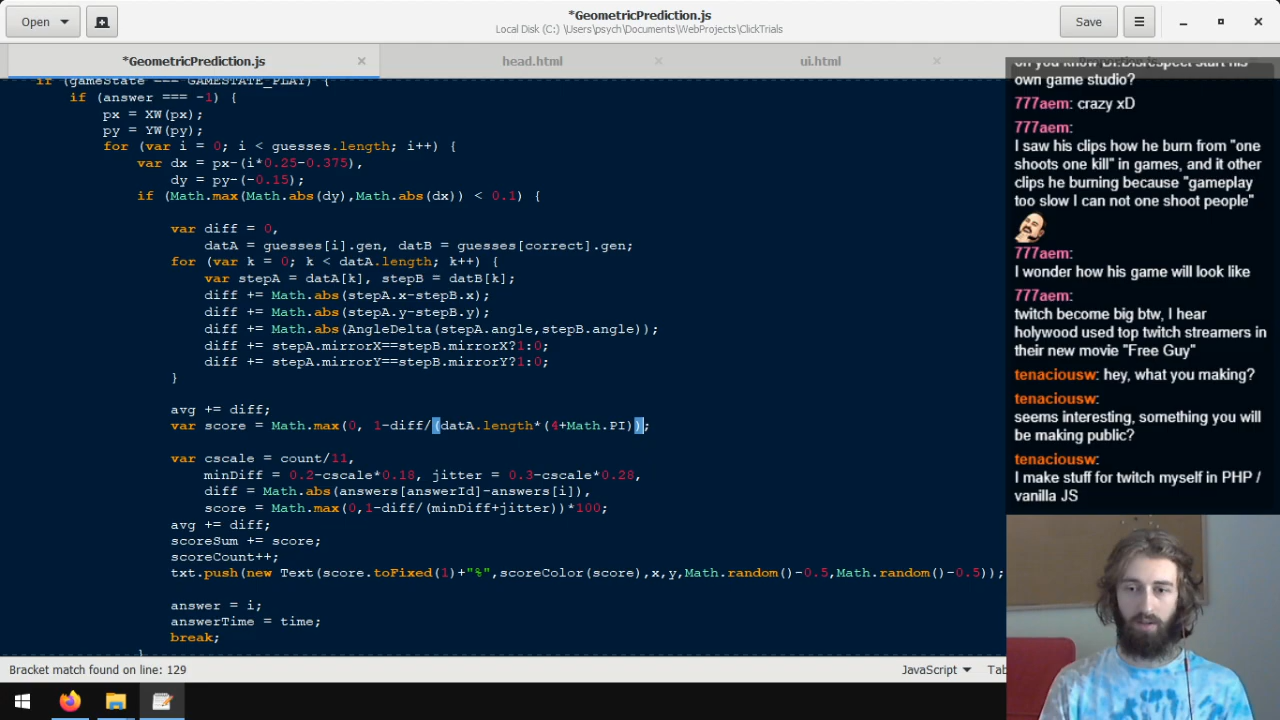 Open
*GeometricPrediction.js
Local Disk (C:) \Users\psych\Documents\WebProjects\ClickTrials
Save
*GeometricPrediction.js
head.html
ui.html
if (gameState === GAMESTATE_PLAY) {
if (answer === -1) {
px = XW(px);
py = YW(py);
for (var i = 0; i < guesses.length; i++) {
var dx = px-(i*0.25-0.375),
dy = py-(-0.15);
if (Math.max(Math.abs(dy),Math.abs(dx)) < 0.1) {
var diff = 0,
datA = guesses[i].gen, datB = guesses[correct].gen;
for (var k = 0; k < datA.length; k++) {
var stepA = datA[k], stepB = datB[k];
diff += Math.abs(stepA.x-stepB.x);
diff += Math.abs(stepA.y-stepB.y);
diff += Math.abs(AngleDelta(stepA.angle,stepB.angle));
diff += stepA.mirrorX==stepB.mirrorX?1:0;
diff += stepA.mirrorY==stepB.mirrorY?1:0;
}
avg += diff;
var score = Math.max(0, 1-diff/(datA.length*(4+Math.PI));
var cscale = count/11,
minDiff = 0.2-cscale*0.18, jitter = 0.3-cscale*0.28,
diff = Math.abs(answers[answerId]-answers[i]),
score = Math.max(0,1-diff/(minDiff+jitter))*100;
avg += diff;
scoreSum += score;
scoreCount++;
txt.push(new Text(score.toFixed(1)+"%",scoreColor(score),x,y,Math.random()-0.5,Math.random()-0.5));
answer = i;
answerTime = time;
break;
}
Bracket match found on line: 129
JavaScript
Tab
oh you know DrDisrespect start his
own game studio?
777aem: crazy xD
777aem:
I saw his clips how he burn from "one
shoots one kill" in games, and it other
clips he burning because "gameplay
too slow I can not one shoot people"
777aem:
I wonder how his game will look like
777aem:
twitch become big btw, I hear
holywood used top twitch streamers in
their new movie "Free Guy"
tenaciousw: hey, what you making?
tenaciousw:
seems interesting, something you will
be making public?
tenaciousw:
I make stuff for twitch myself in PHP /
vanilla JS